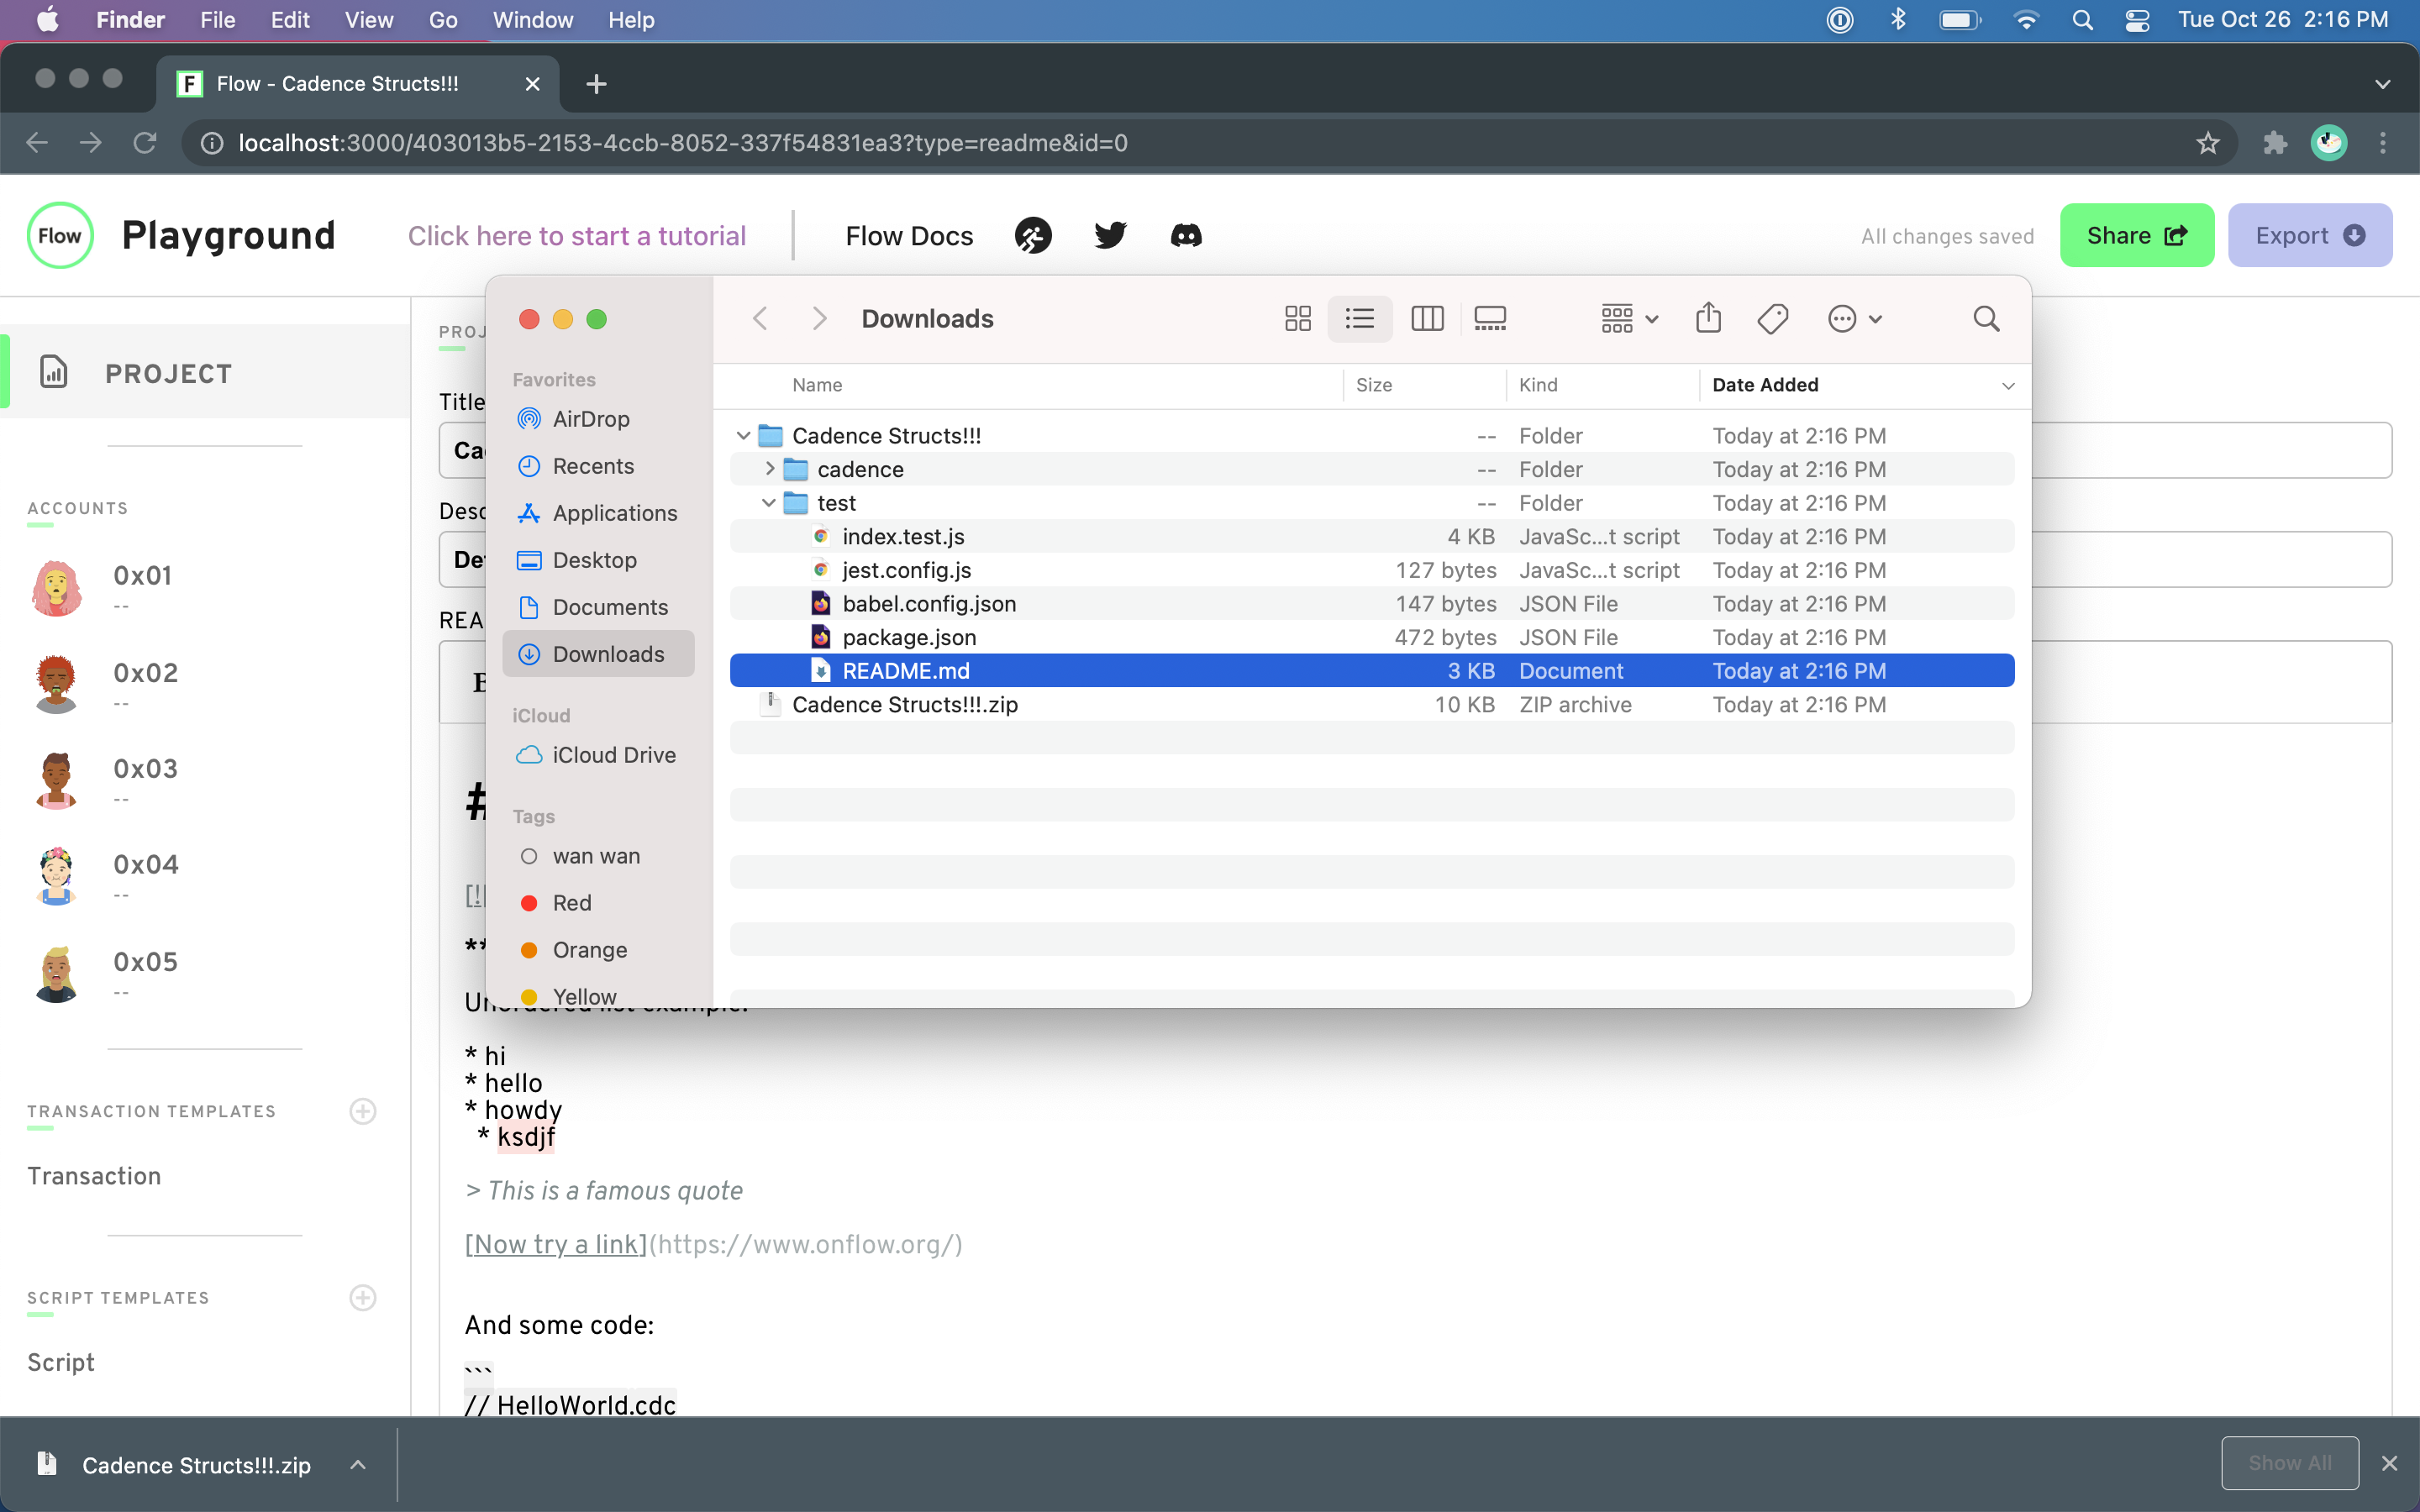 Finder File Edit View Go Window Help Tue Oct 26 2:16 PM
F Flow - Cadence Structs!!!
localhost:3000/403013b5-2153-4ccb-8052-337f54831ea3?type=readme&id=0
Flow Playground Click here to start a tutorial Flow Docs All changes saved Share Export
PROJECT
ACCOUNTS
0x01
--
0x02
--
0x03
--
0x04
--
0x05
--
TRANSACTION TEMPLATES
Transaction
SCRIPT TEMPLATES
Script
PROJ
Title
Ca
Desc
De
REA
B
#
[!
**
Unordered list example:
* hi
* hello
* howdy
* ksdjf
> This is a famous quote
[Now try a link](https://www.onflow.org/)
And some code:
```
// HelloWorld.cdc
Favorites
AirDrop
Recents
Applications
Desktop
Documents
Downloads
iCloud
iCloud Drive
Tags
wan wan
Red
Orange
Yellow
Downloads
Name Size Kind Date Added
Cadence Structs!!! -- Folder Today at 2:16 PM
cadence -- Folder Today at 2:16 PM
test -- Folder Today at 2:16 PM
index.test.js 4 KB JavaSc...t script Today at 2:16 PM
jest.config.js 127 bytes JavaSc...t script Today at 2:16 PM
babel.config.json 147 bytes JSON File Today at 2:16 PM
package.json 472 bytes JSON File Today at 2:16 PM
README.md 3 KB Document Today at 2:16 PM
Cadence Structs!!!.zip 10 KB ZIP archive Today at 2:16 PM
Cadence Structs!!!.zip Show All